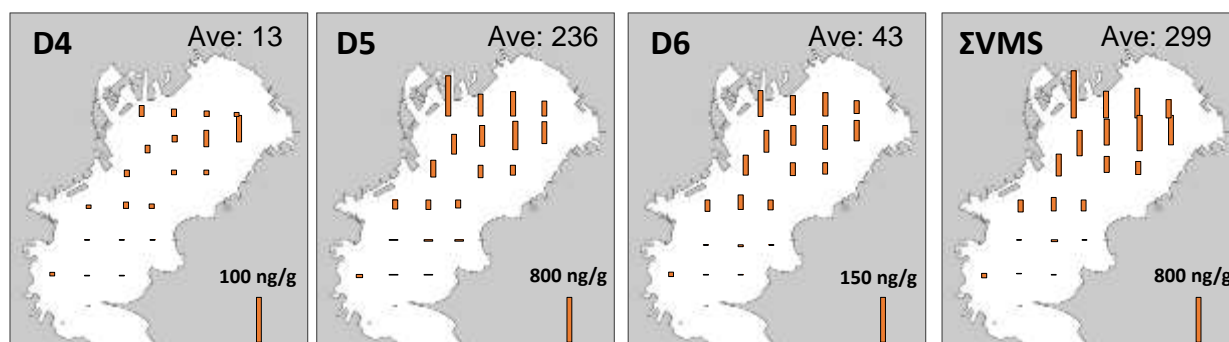 D4 Ave: 13
100 ng/g
D5 Ave: 236
800 ng/g
D6 Ave: 43
150 ng/g
ΣVMS Ave: 299
800 ng/g